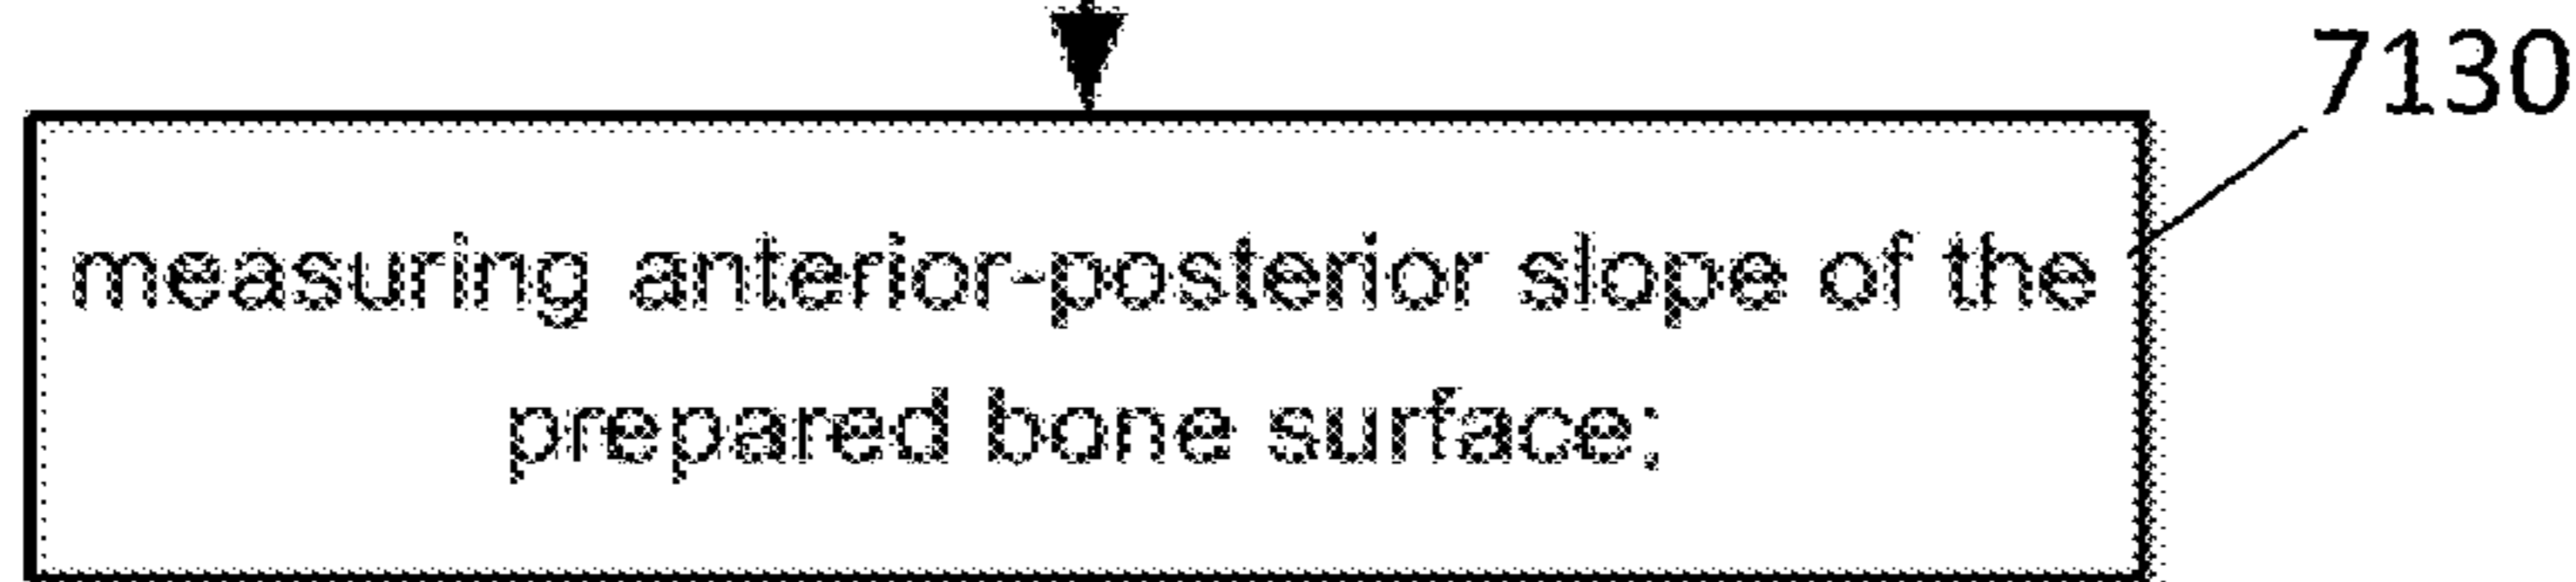 7130
measuring anterior-posterior slope of the
prepared bone surface;